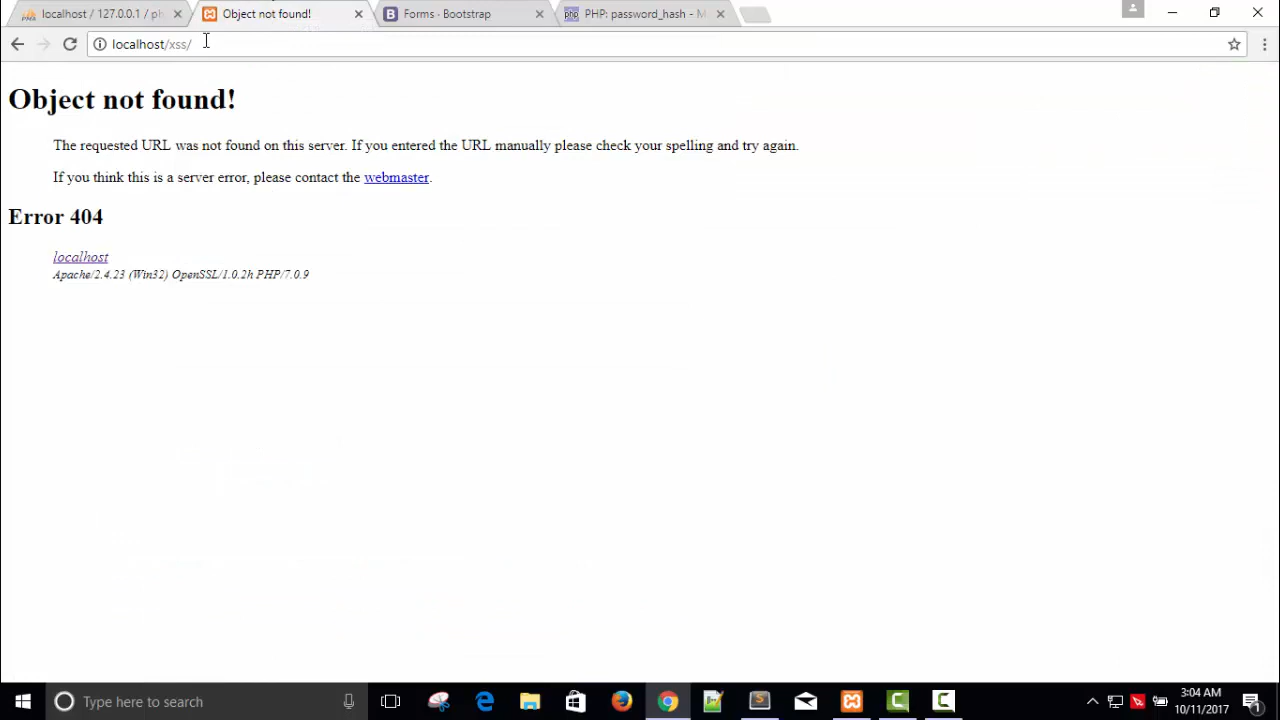 localhost / 127.0.0.1 / ph
Object not found!
Forms · Bootstrap
PHP: password_hash - M
localhost/xss/
Object not found!
The requested URL was not found on this server. If you entered the URL manually please check your spelling and try again.
If you think this is a server error, please contact the webmaster.
Error 404
localhost
Apache/2.4.23 (Win32) OpenSSL/1.0.2h PHP/7.0.9
Type here to search
3:04 AM
10/11/2017